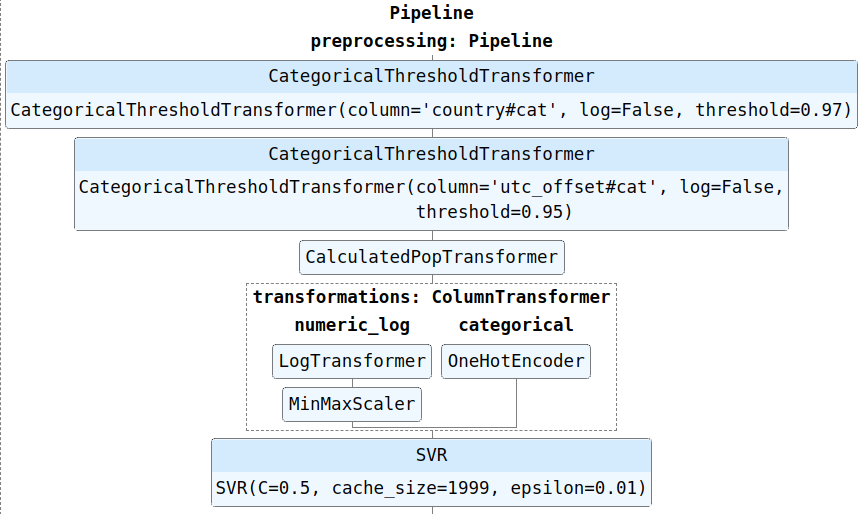 Pipeline
preprocessing: Pipeline
CategoricalThresholdTransformer
CategoricalThresholdTransformer(column='country#cat', log=False, threshold=0.97)
CategoricalThresholdTransformer
CategoricalThresholdTransformer(column='utc_offset#cat', log=False,
threshold=0.95)
CalculatedPopTransformer
transformations: ColumnTransformer
numeric_log categorical
LogTransformer OneHotEncoder
MinMaxScaler
SVR
SVR(C=0.5, cache_size=1999, epsilon=0.01)